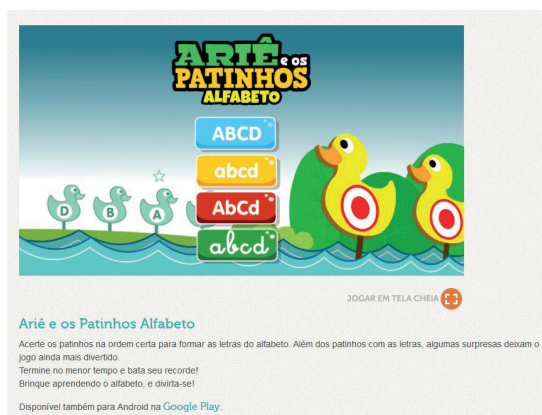 ARIÊ e os
PATINHOS
ALFABETO
ABCD
abcd
AbCd
abcd
D B A
JOGAR EM TELA CHEIA
Ariê e os Patinhos Alfabeto
Acerte os patinhos na ordem certa para formar as letras do alfabeto. Além dos patinhos com as letras, algumas surpresas deixam o
jogo ainda mais divertido.
Termine no menor tempo e bata seu recorde!
Brinque aprendendo o alfabeto, e divirta-se!
Disponível também para Android na Google Play.